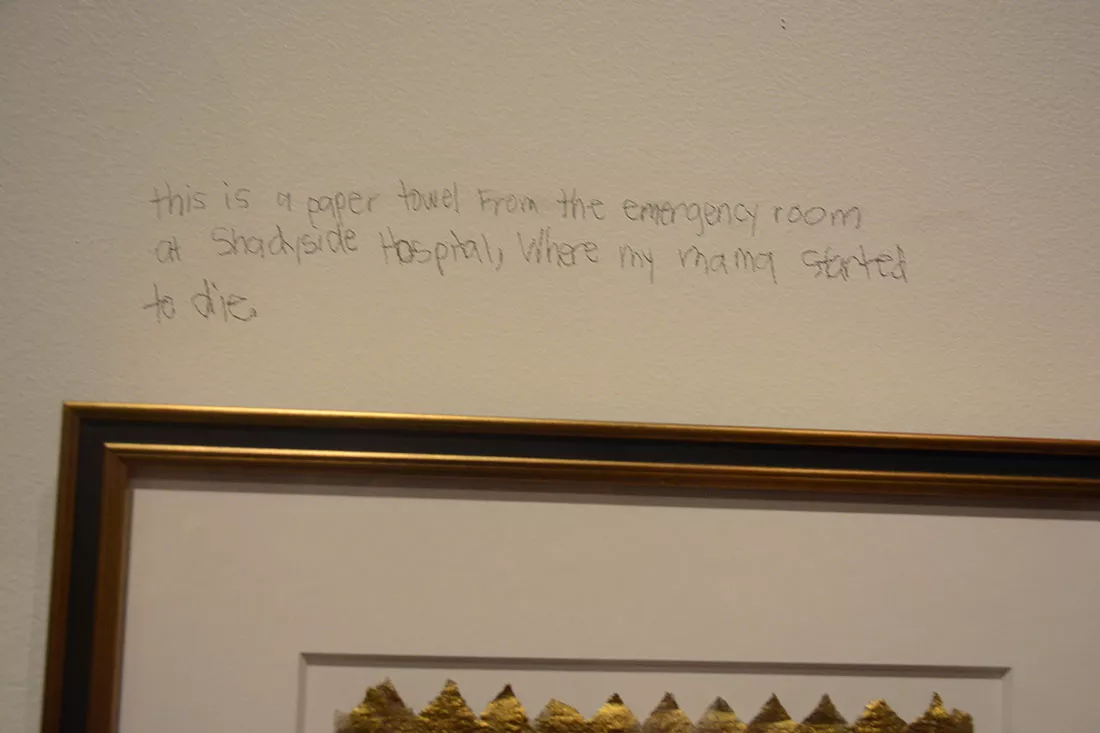 this is a paper towel From the emergency room
at Shadyside Hospital, Where my mama started
to die.